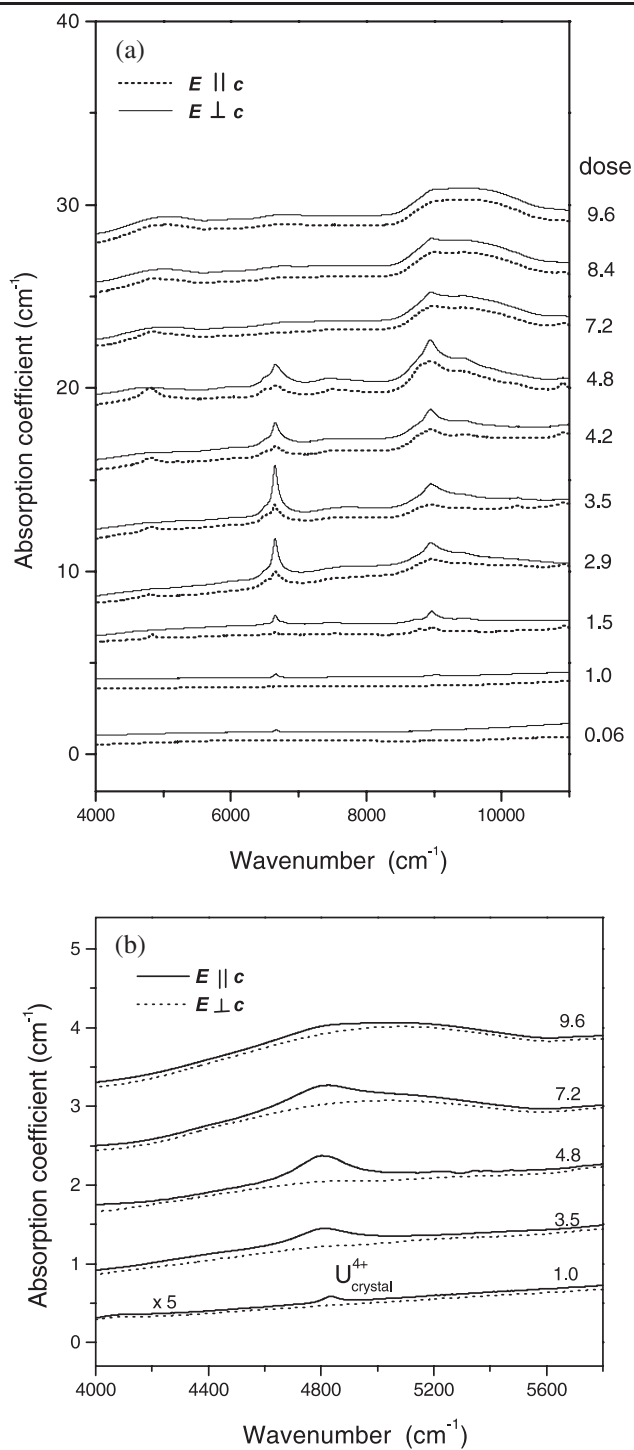 (a)
E || c
E ⊥ c
dose
40
30
20
10
0
9.6
8.4
7.2
4.8
4.2
3.5
2.9
1.5
1.0
0.06
Absorption coefficient (cm⁻¹)
4000 6000 8000 10000
Wavenumber (cm⁻¹)
(b)
E || c
E ⊥ c
5
4
3
2
1
0
9.6
7.2
4.8
3.5
U⁴⁺crystal
x 5
1.0
Absorption coefficient (cm⁻¹)
4000 4400 4800 5200 5600
Wavenumber (cm⁻¹)